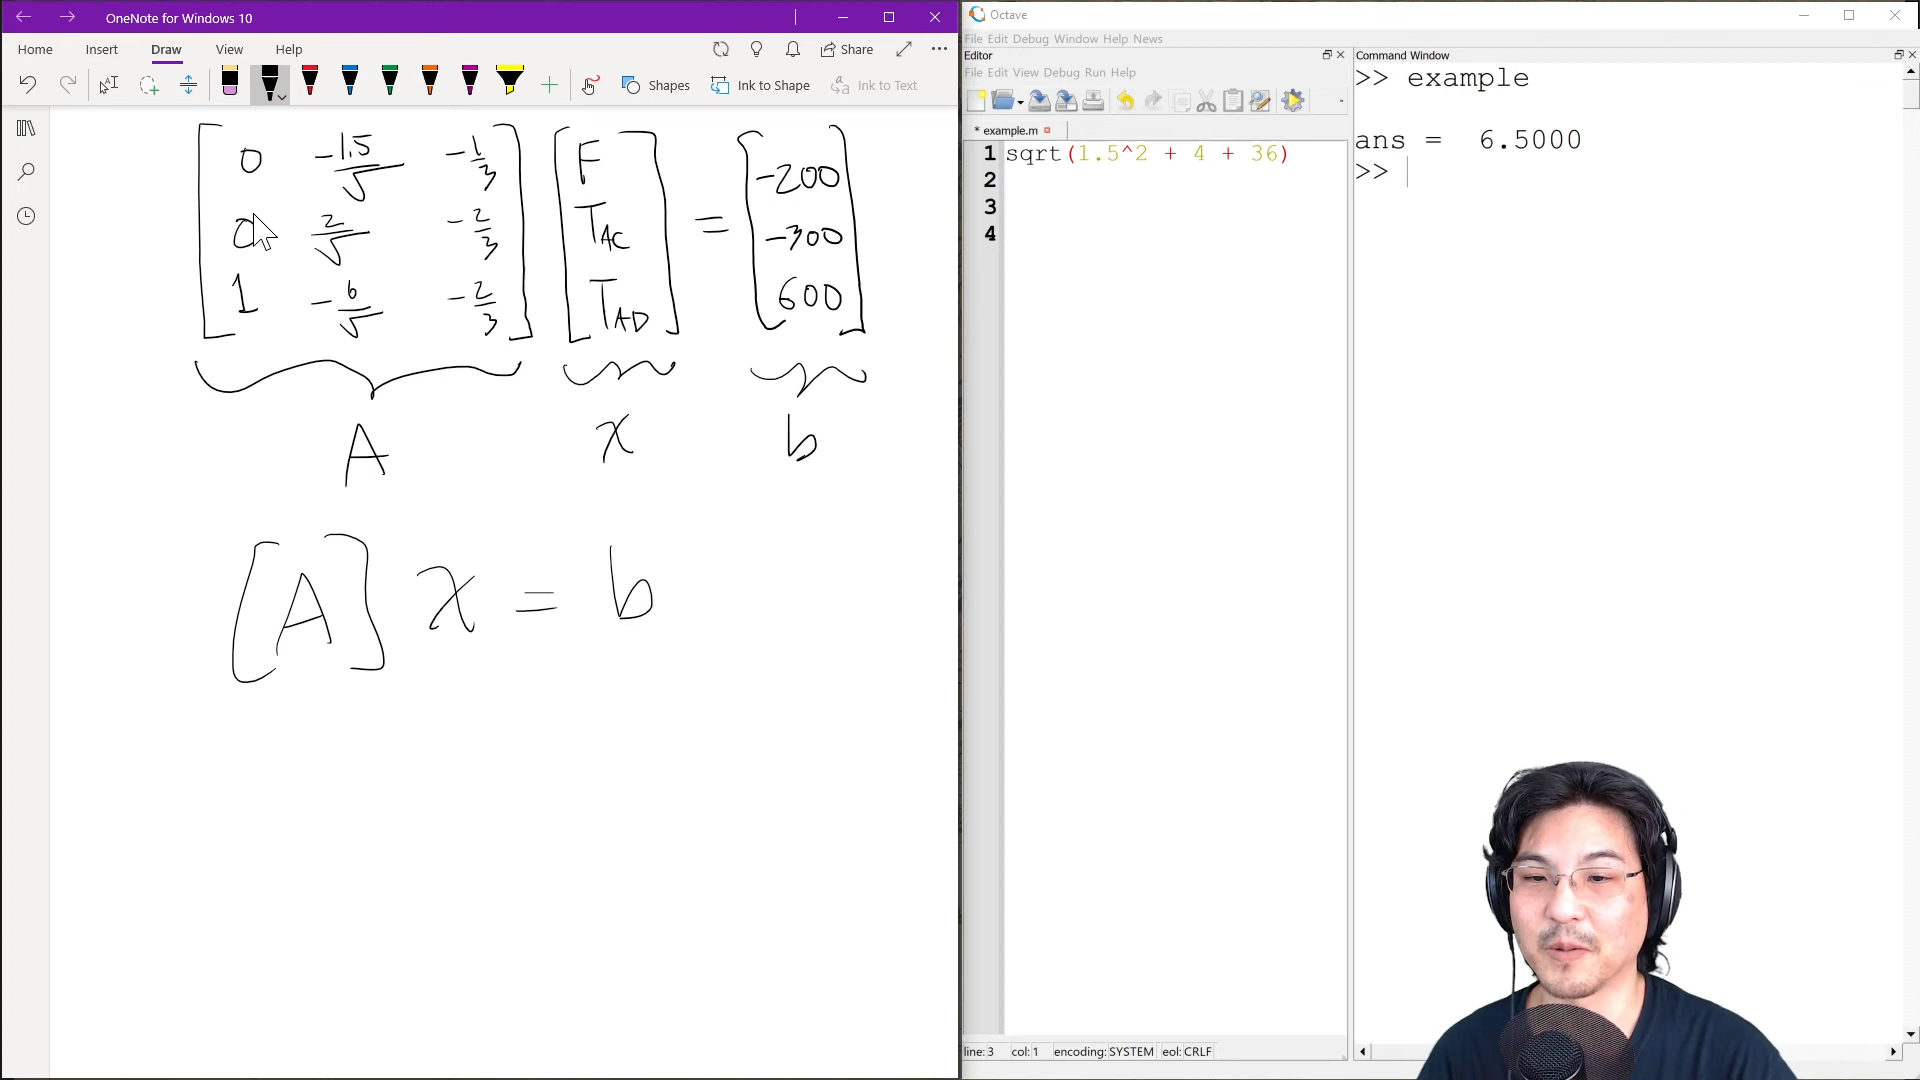 OneNote for Windows 10
Home Insert Draw View Help Share
Shapes Ink to Shape Ink to Text
0 -1.5/√ -1/3 F -200
0 2/√ -2/3 TAC = -300
1 -6/√ -2/3 TAD 600
A x b
[A] x = b
Octave
File Edit Debug Window Help News
Editor
File Edit View Debug Run Help
* example.m
1 sqrt(1.5^2 + 4 + 36)
2
3
4
line: 3 col: 1 encoding: SYSTEM eol: CRLF
Command Window
>> example
ans = 6.5000
>>